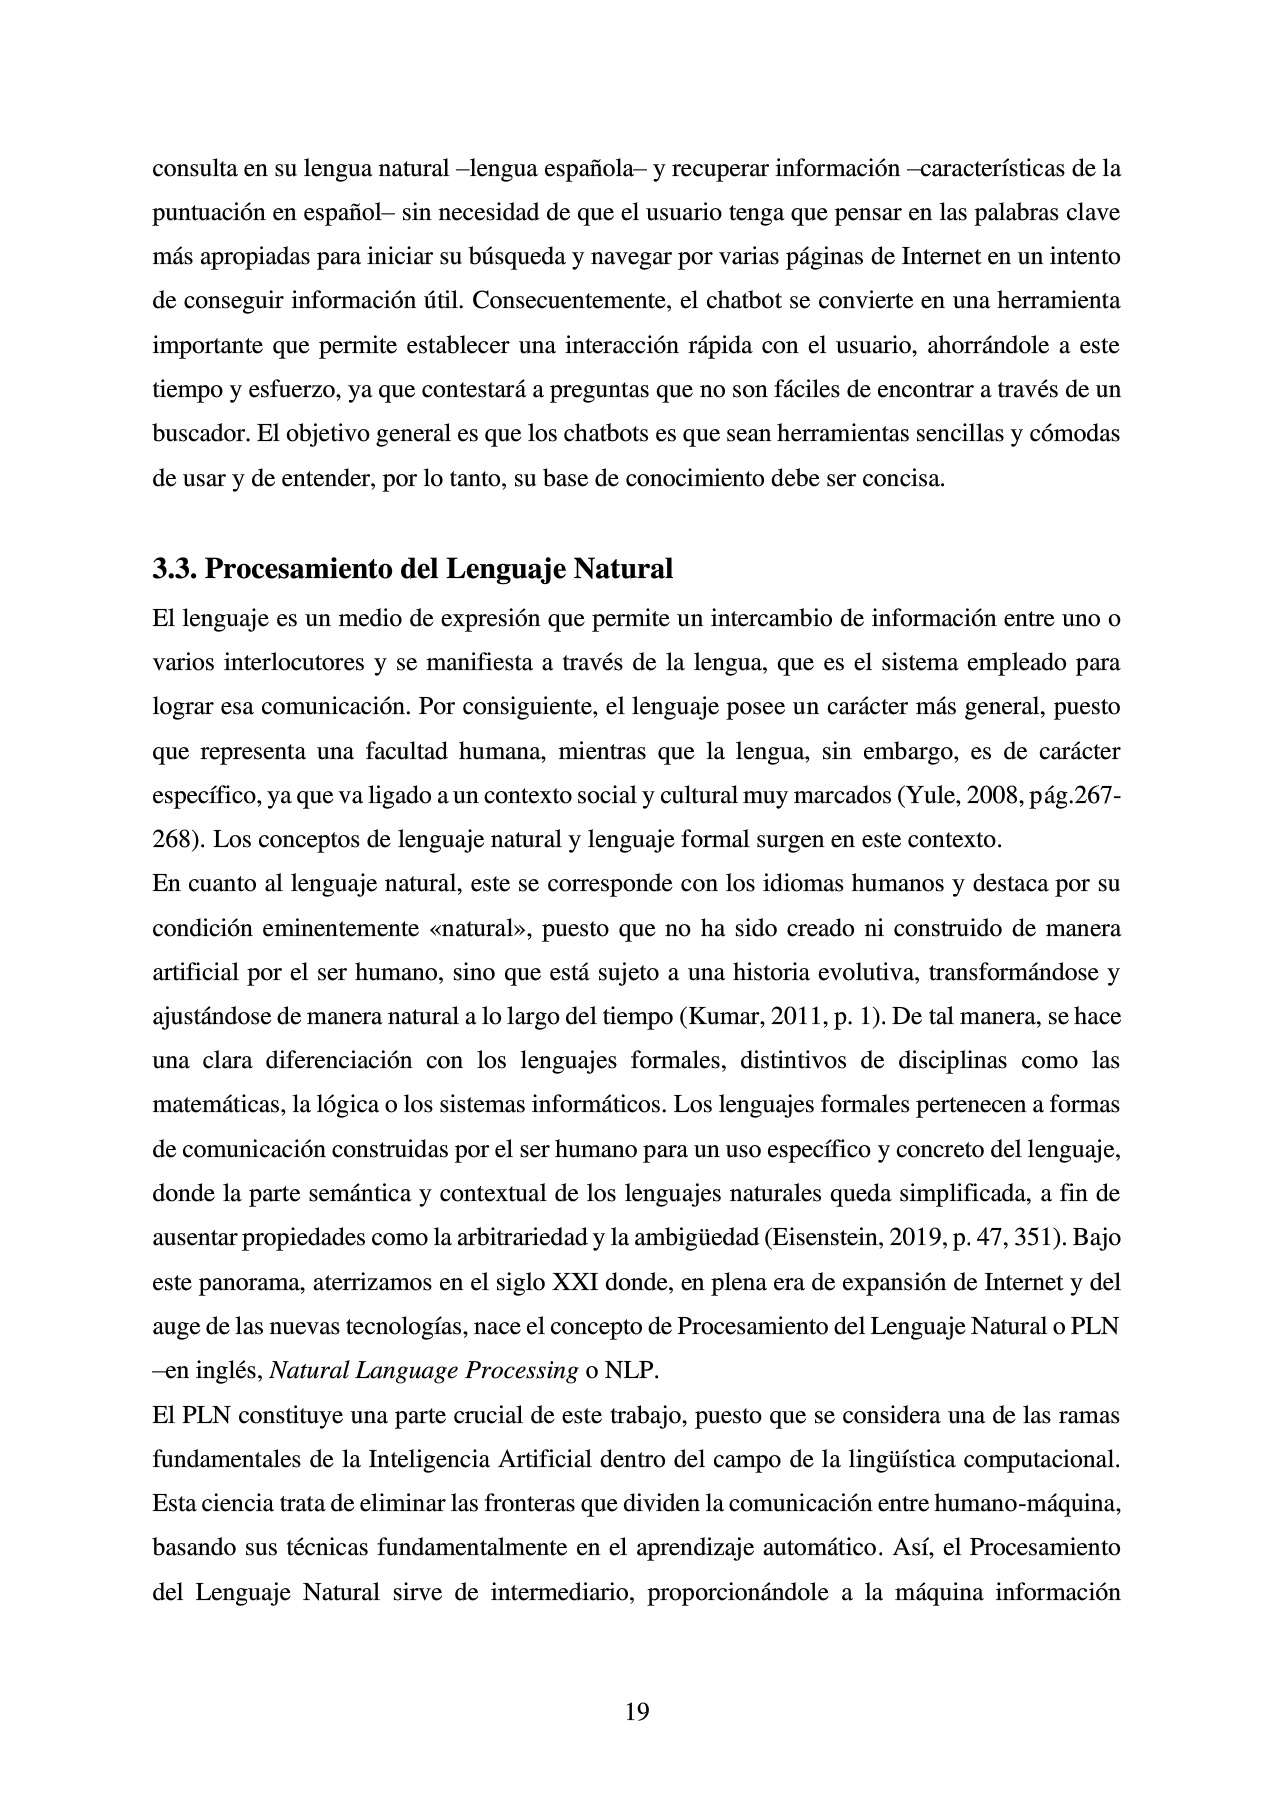 consulta en su lengua natural –lengua española– y recuperar información –características de la
puntuación en español– sin necesidad de que el usuario tenga que pensar en las palabras clave
más apropiadas para iniciar su búsqueda y navegar por varias páginas de Internet en un intento
de conseguir información útil. Consecuentemente, el chatbot se convierte en una herramienta
importante que permite establecer una interacción rápida con el usuario, ahorrándole a este
tiempo y esfuerzo, ya que contestará a preguntas que no son fáciles de encontrar a través de un
buscador. El objetivo general es que los chatbots es que sean herramientas sencillas y cómodas
de usar y de entender, por lo tanto, su base de conocimiento debe ser concisa.
3.3. Procesamiento del Lenguaje Natural
El lenguaje es un medio de expresión que permite un intercambio de información entre uno o
varios interlocutores y se manifiesta a través de la lengua, que es el sistema empleado para
lograr esa comunicación. Por consiguiente, el lenguaje posee un carácter más general, puesto
que representa una facultad humana, mientras que la lengua, sin embargo, es de carácter
específico, ya que va ligado a un contexto social y cultural muy marcados (Yule, 2008, pág.267-
268). Los conceptos de lenguaje natural y lenguaje formal surgen en este contexto.
En cuanto al lenguaje natural, este se corresponde con los idiomas humanos y destaca por su
condición eminentemente «natural», puesto que no ha sido creado ni construido de manera
artificial por el ser humano, sino que está sujeto a una historia evolutiva, transformándose y
ajustándose de manera natural a lo largo del tiempo (Kumar, 2011, p. 1). De tal manera, se hace
una clara diferenciación con los lenguajes formales, distintivos de disciplinas como las
matemáticas, la lógica o los sistemas informáticos. Los lenguajes formales pertenecen a formas
de comunicación construidas por el ser humano para un uso específico y concreto del lenguaje,
donde la parte semántica y contextual de los lenguajes naturales queda simplificada, a fin de
ausentar propiedades como la arbitrariedad y la ambigüedad (Eisenstein, 2019, p. 47, 351). Bajo
este panorama, aterrizamos en el siglo XXI donde, en plena era de expansión de Internet y del
auge de las nuevas tecnologías, nace el concepto de Procesamiento del Lenguaje Natural o PLN
–en inglés, Natural Language Processing o NLP.
El PLN constituye una parte crucial de este trabajo, puesto que se considera una de las ramas
fundamentales de la Inteligencia Artificial dentro del campo de la lingüística computacional.
Esta ciencia trata de eliminar las fronteras que dividen la comunicación entre humano-máquina,
basando sus técnicas fundamentalmente en el aprendizaje automático. Así, el Procesamiento
del Lenguaje Natural sirve de intermediario, proporcionándole a la máquina información
19